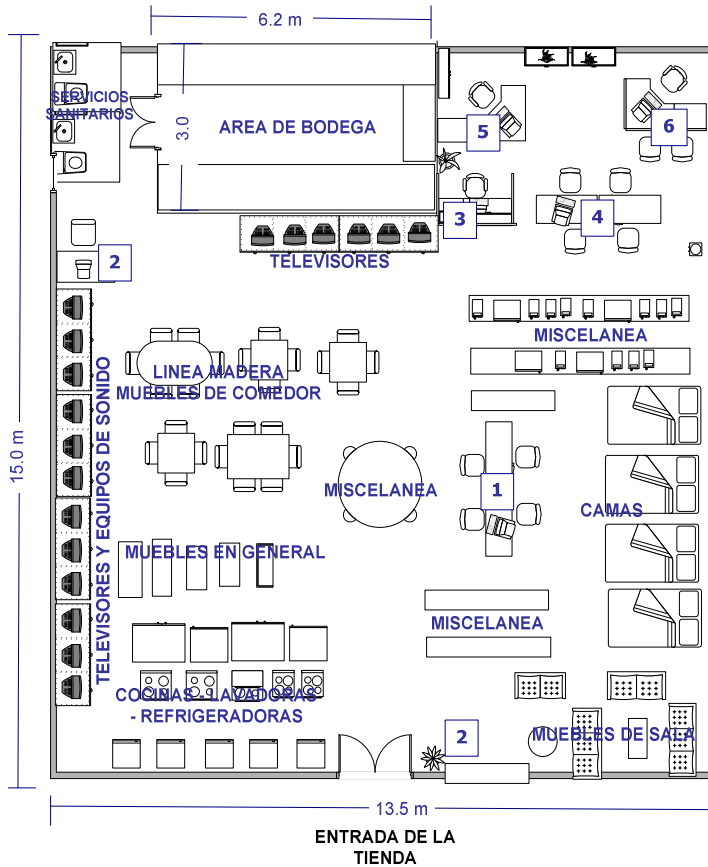 6.2 m
SERVICIOS
SANITARIOS
3.0
AREA DE BODEGA
5
6
3
4
2
TELEVISORES
MISCELANEA
LINEA MADERA
MUEBLES DE COMEDOR
TELEVISORES Y EQUIPOS DE SONIDO
15.0 m
MISCELANEA
1
CAMAS
MUEBLES EN GENERAL
MISCELANEA
COCINAS - LAVADORAS
- REFRIGERADORAS
2
MUEBLES DE SALA
13.5 m
ENTRADA DE LA
TIENDA